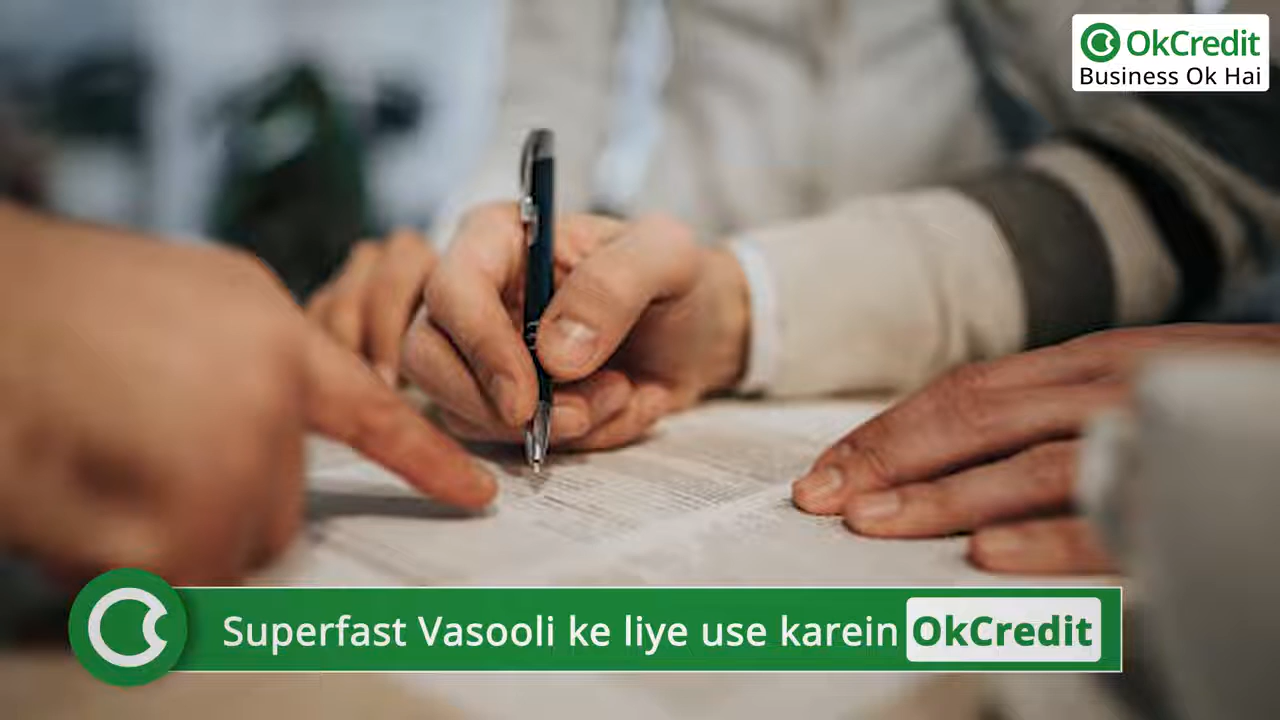 OkCredit
Business Ok Hai
Superfast Vasooli ke liye use karein OkCredit